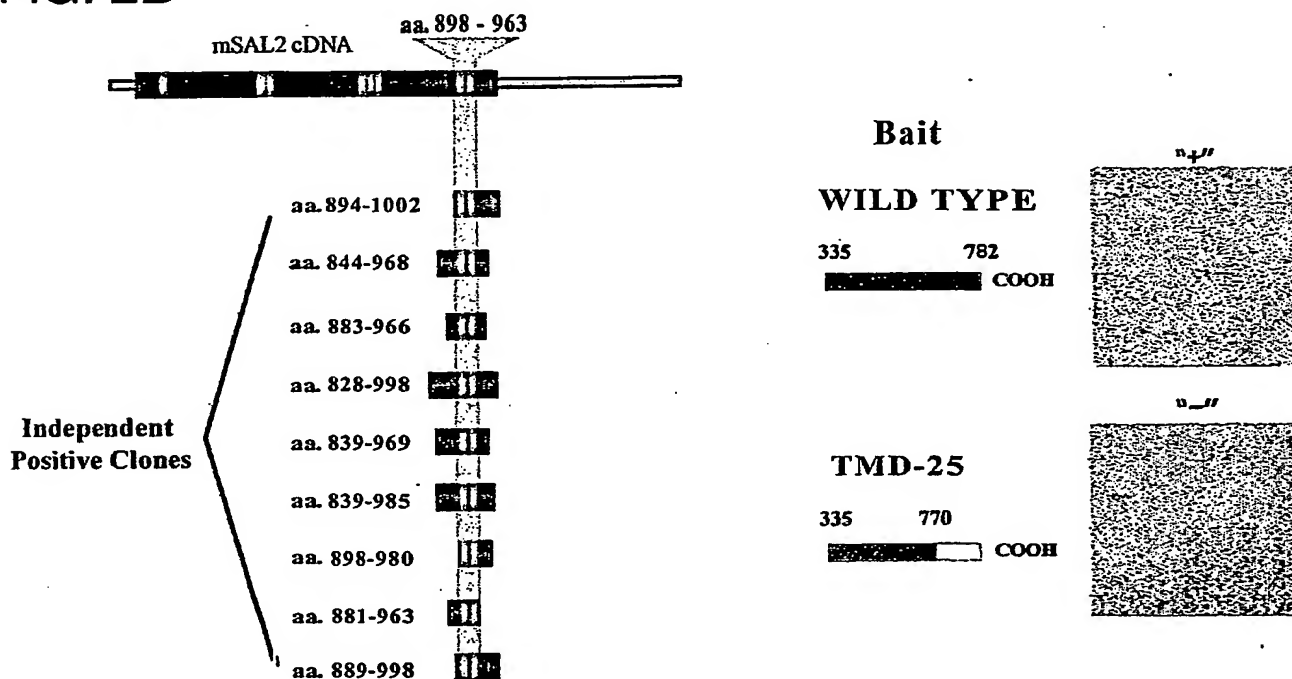 aa. 898 - 963
mSAL2 cDNA
aa. 894-1002
aa. 844-968
aa. 883-966
aa. 828-998
aa. 839-969
aa. 839-985
aa. 898-980
aa. 881-963
aa. 889-998
Independent
Positive Clones
Bait
WILD TYPE
335 782
COOH
"+"
TMD-25
335 770
COOH
"–"